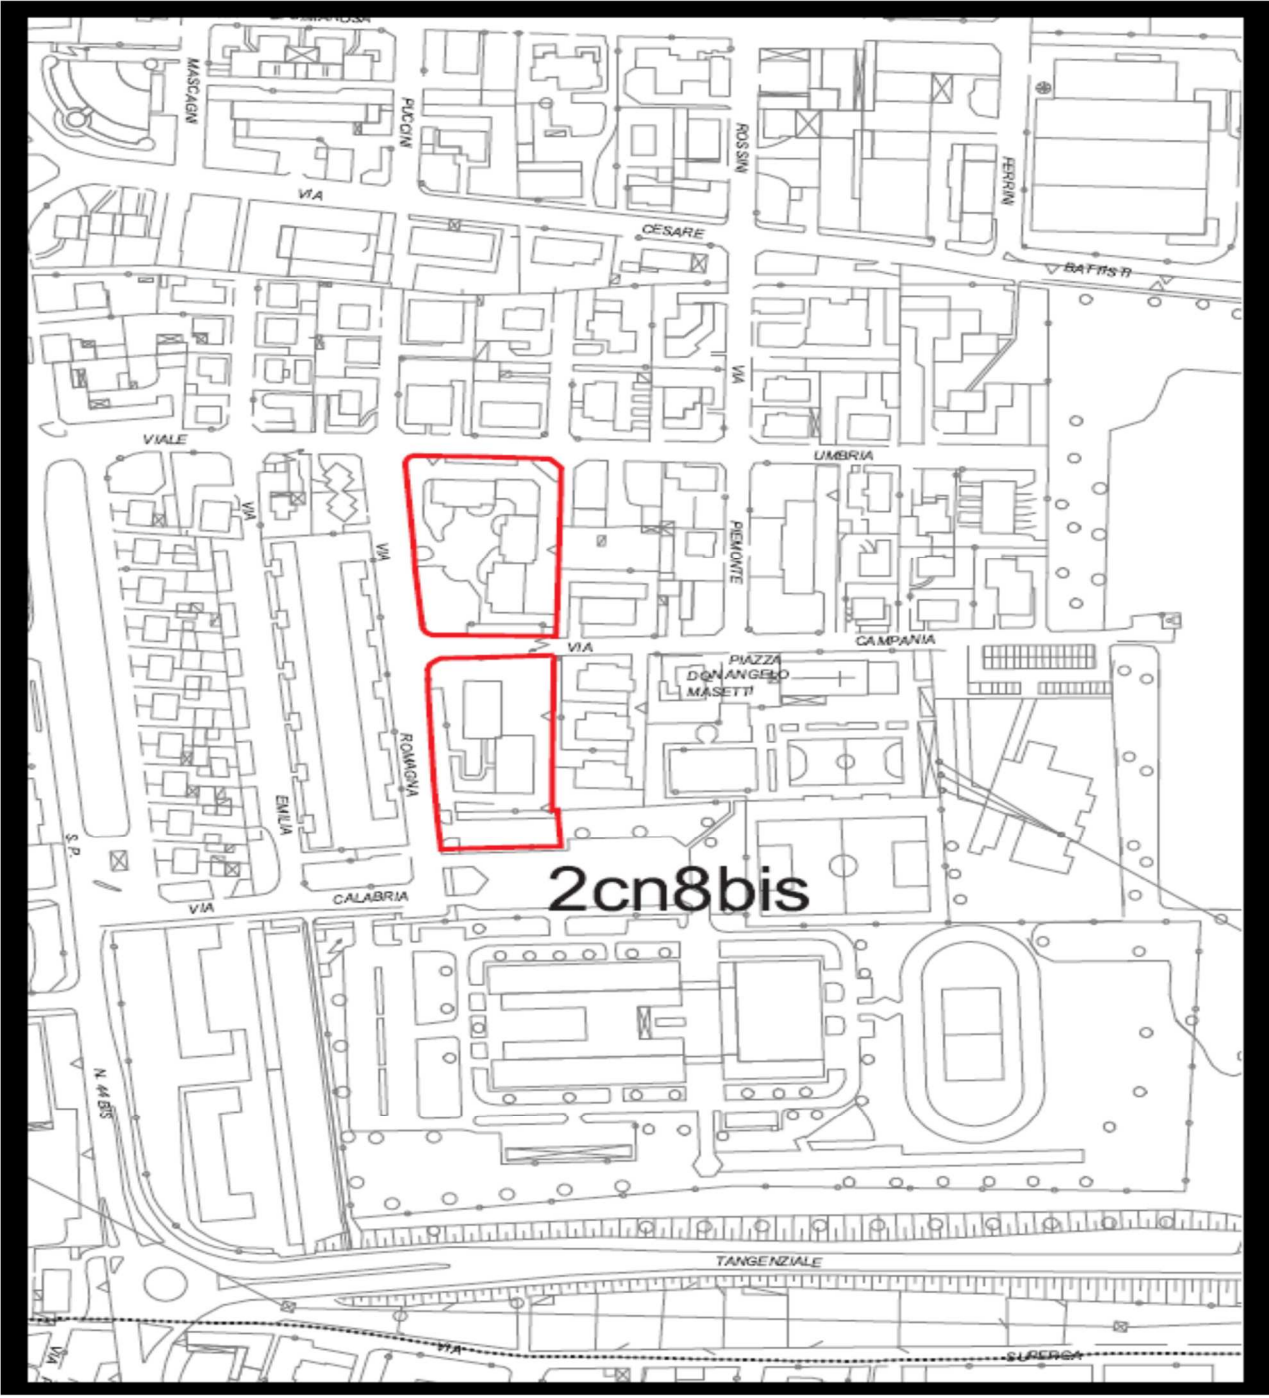 MASCAGNI
PUCCINI
ROSSINI
FERRINI
VIA
CESARE
BATTISTI
VIA
VIALE
UMBRIA
VIA
VIA
PIEMONTE
VIA
CAMPANIA
PIAZZA
DON ANGELO
MASETTI
ROMAGNA
EMILIA
S. P.
2cn8bis
VIA
CALABRIA
N. 44 BIS
TANGENZIALE
VIA
VIA
SUPERGA